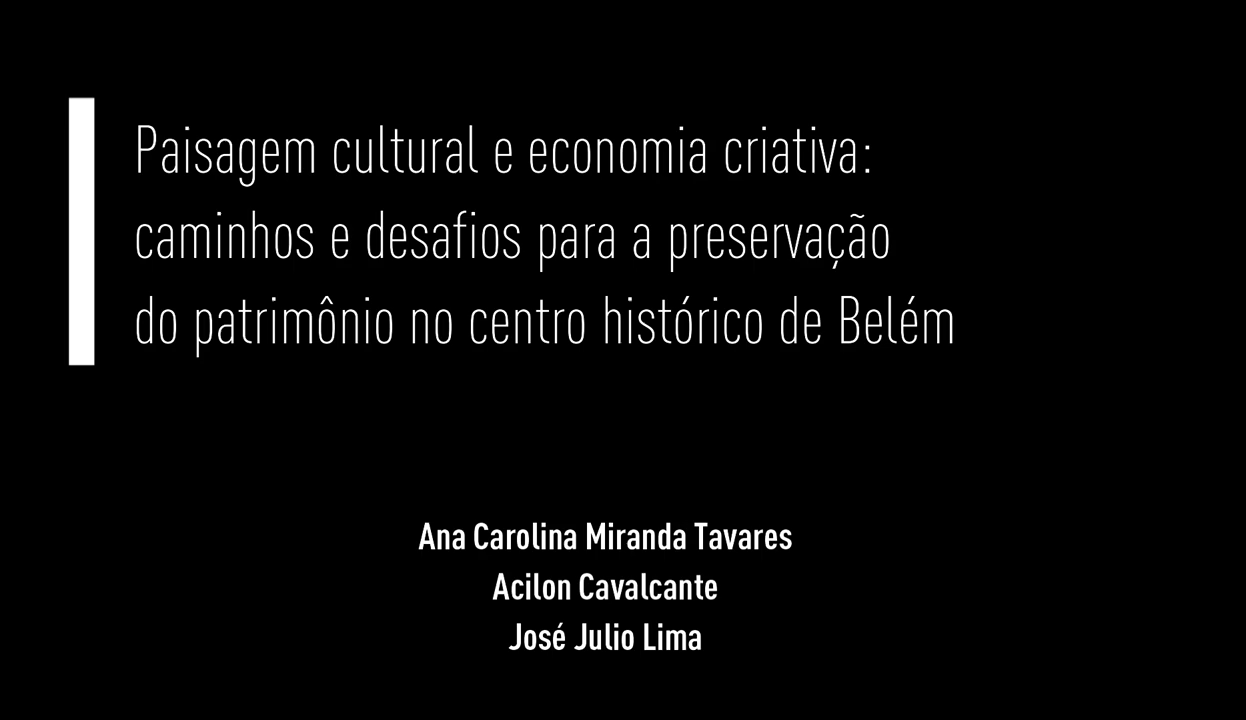 Paisagem cultural e economia criativa:
caminhos e desafios para a preservação
do patrimônio no centro histórico de Belém
Ana Carolina Miranda Tavares
Acilon Cavalcante
José Julio Lima